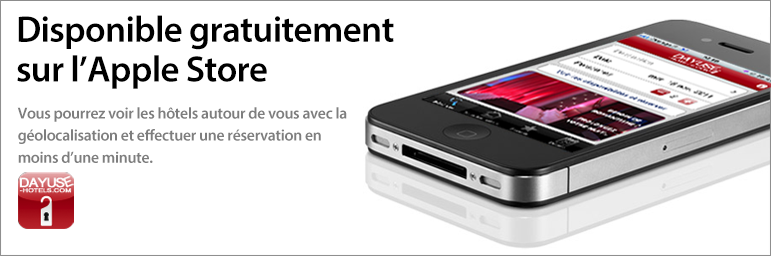 Disponible gratuitement
sur l’Apple Store
Vous pourrez voir les hôtels autour de vous avec la
géolocalisation et effectuer une réservation en
moins d’une minute.
DAYUSE
-HOTELS.COM
DAYUSE